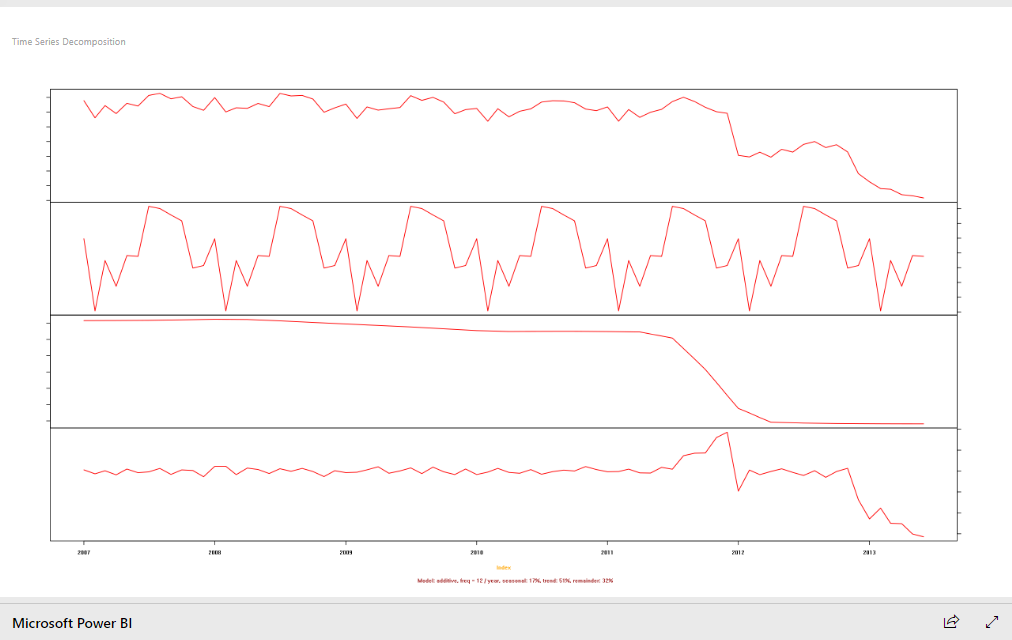 Time Series Decomposition
2007 2008 2009 2010 2011 2012 2013
Index
Model: additive, freq = 12 / year, seasonal: 17%, trend: 51%, remainder: 32%
Microsoft Power BI